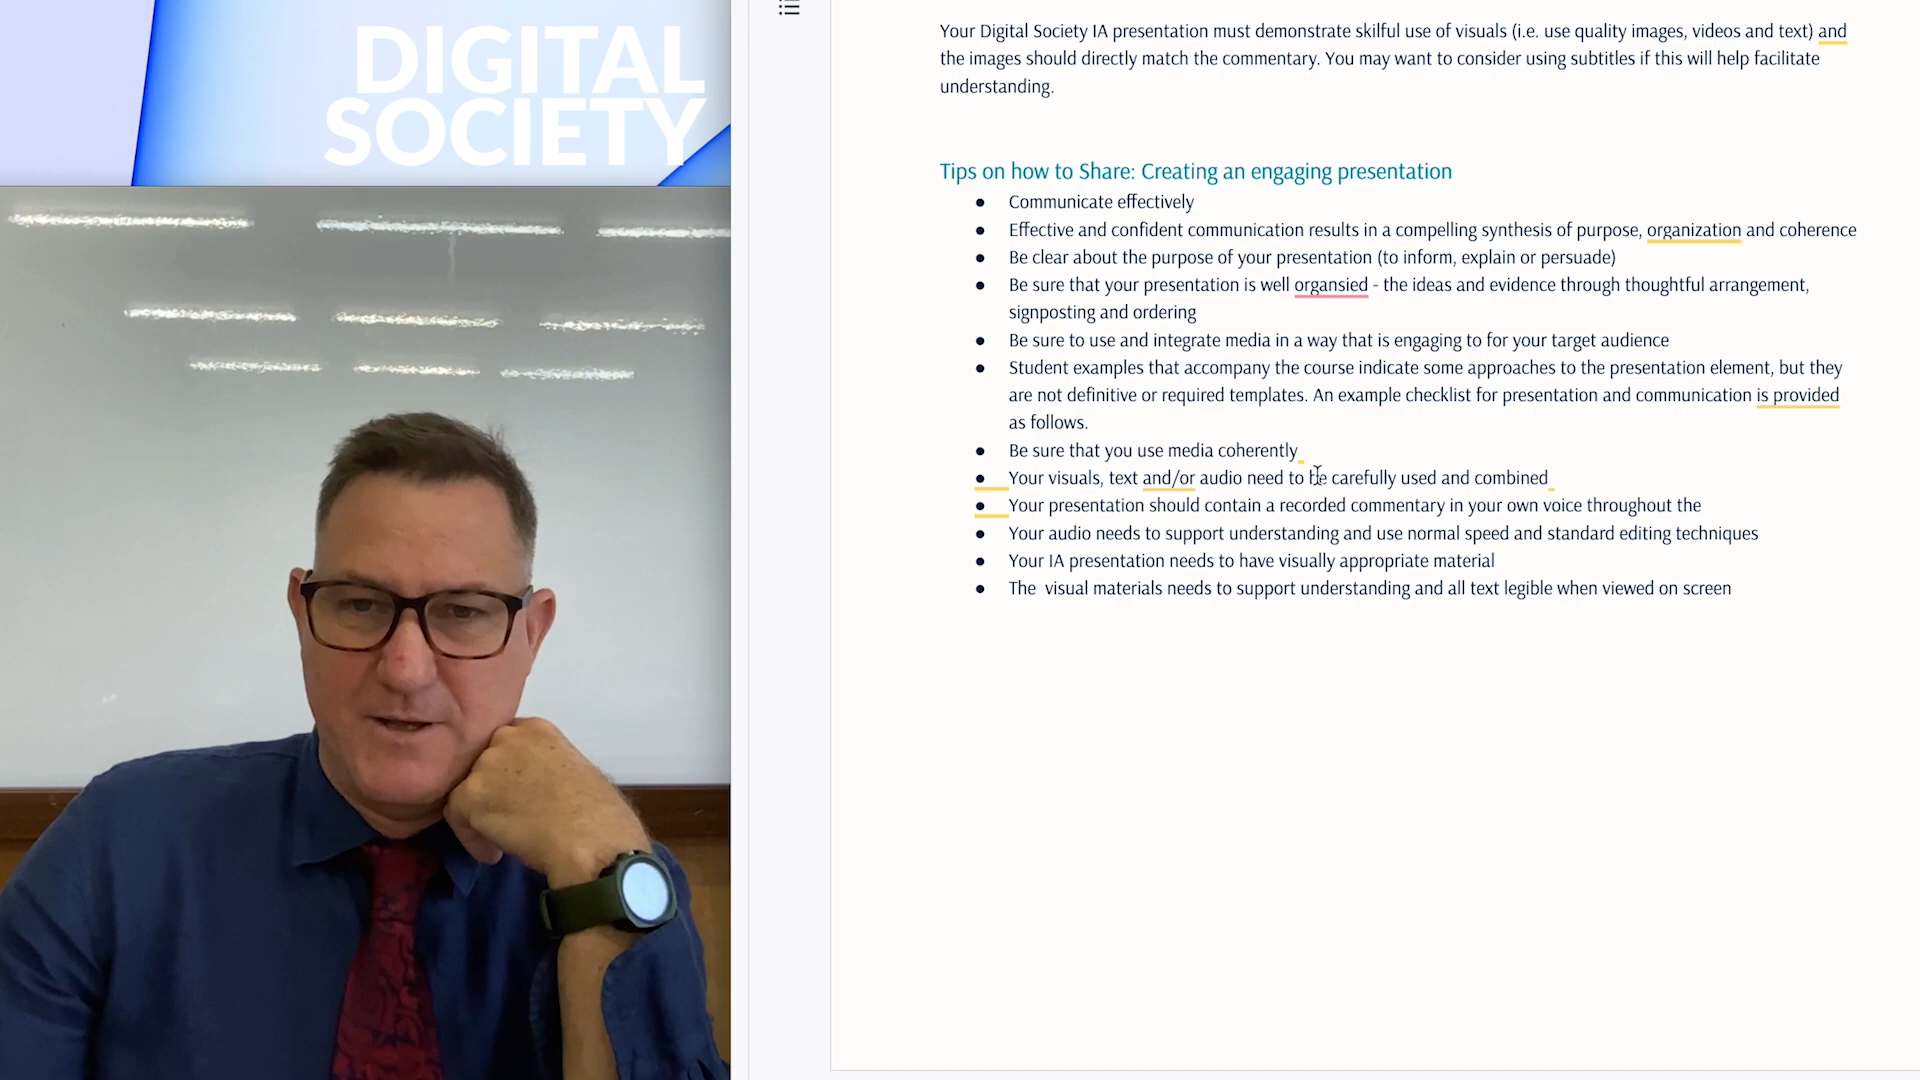 DIGITAL
SOCIETY
Your Digital Society IA presentation must demonstrate skilful use of visuals (i.e. use quality images, videos and text) and
the images should directly match the commentary. You may want to consider using subtitles if this will help facilitate
understanding.
Tips on how to Share: Creating an engaging presentation
● Communicate effectively
● Effective and confident communication results in a compelling synthesis of purpose, organization and coherence
● Be clear about the purpose of your presentation (to inform, explain or persuade)
● Be sure that your presentation is well organsied - the ideas and evidence through thoughtful arrangement,
signposting and ordering
● Be sure to use and integrate media in a way that is engaging to for your target audience
● Student examples that accompany the course indicate some approaches to the presentation element, but they
are not definitive or required templates. An example checklist for presentation and communication is provided
as follows.
● Be sure that you use media coherently
● Your visuals, text and/or audio need to be carefully used and combined
● Your presentation should contain a recorded commentary in your own voice throughout the
● Your audio needs to support understanding and use normal speed and standard editing techniques
● Your IA presentation needs to have visually appropriate material
● The  visual materials needs to support understanding and all text legible when viewed on screen